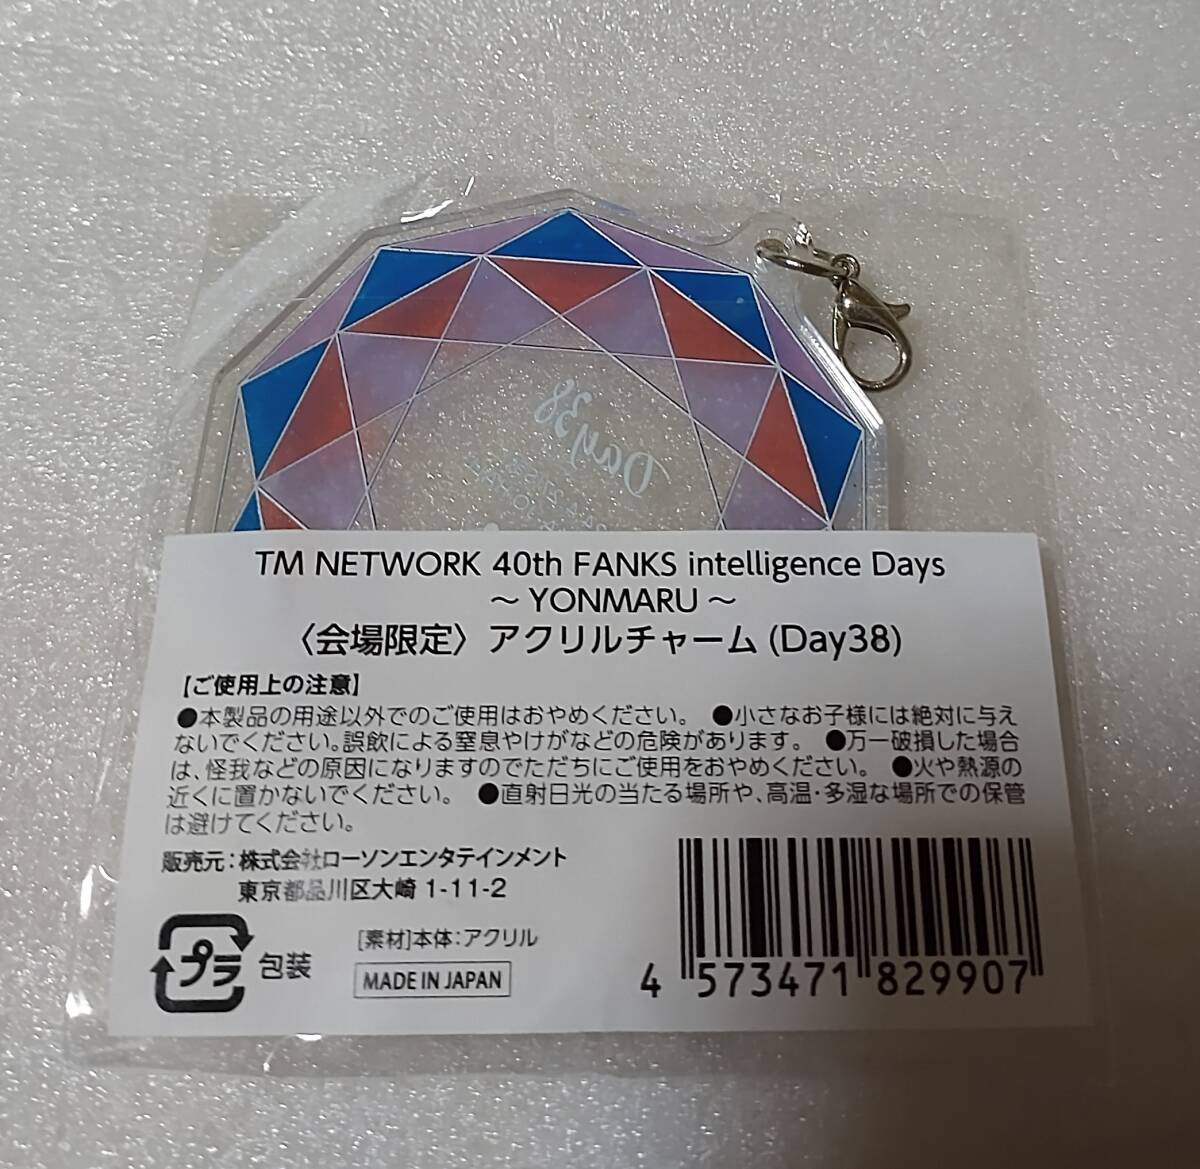 Day38
TM NETWORK 40th FANKS intelligence Days
～ YONMARU ～
〈会場限定〉アクリルチャーム (Day38)
【ご使用上の注意】
●本製品の用途以外でのご使用はおやめください。 ●小さなお子様には絶対に与え
ないでください。誤飲による窒息やけがなどの危険があります。 ●万一破損した場合
は、怪我などの原因になりますのでただちにご使用をおやめください。 ●火や熱源の
近くに置かないでください。 ●直射日光の当たる場所や、高温・多湿な場所での保管
は避けてください。
販売元：株式会社ローソンエンタテインメント
東京都品川区大崎 1-11-2
プラ 包装
[素材]本体：アクリル
MADE IN JAPAN
4 573471 829907